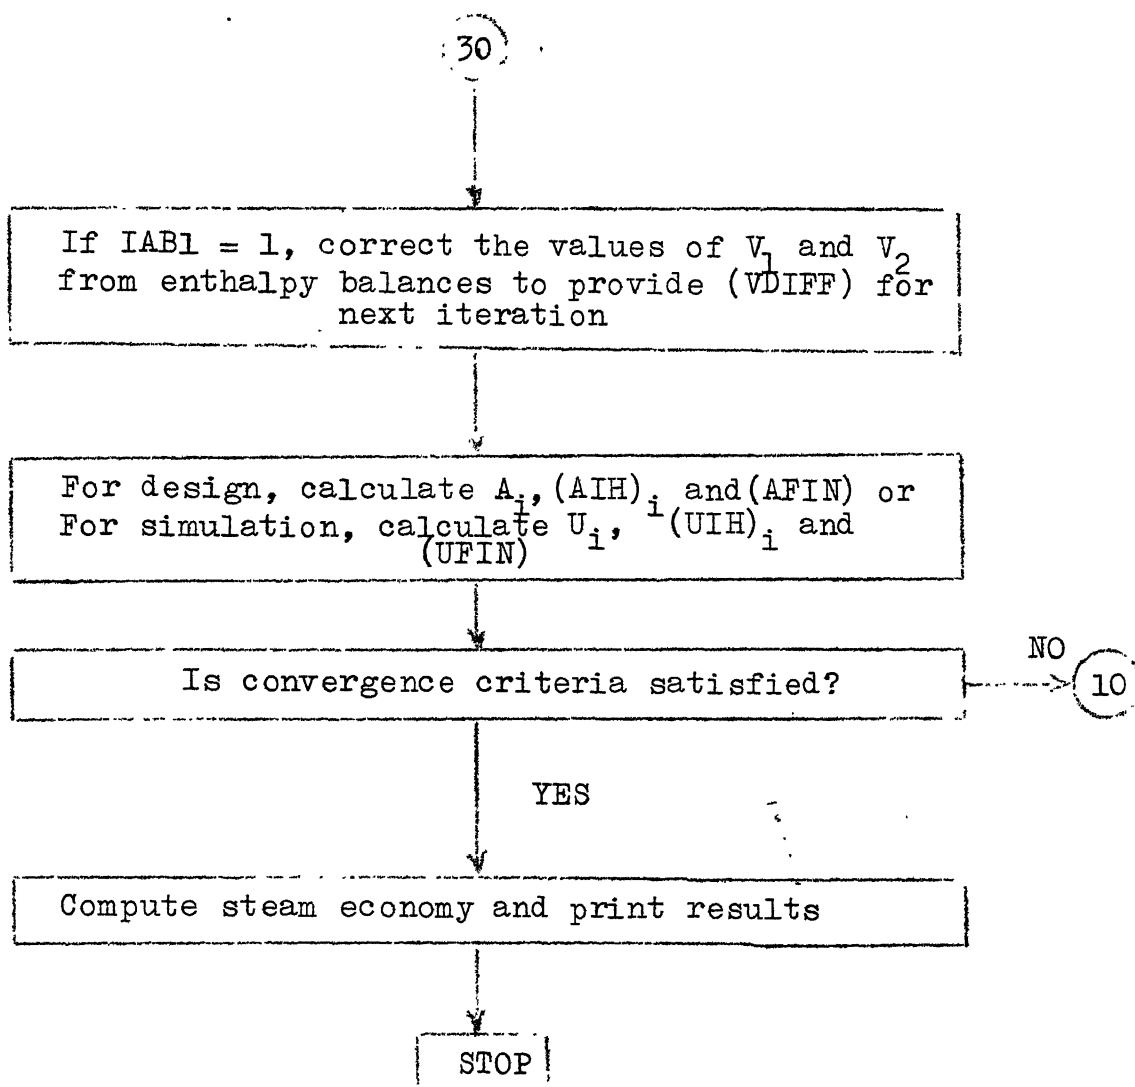 30
If IAB1 = 1, correct the values of V₁ and V₂
from enthalpy balances to provide (VDIFF) for
next iteration
For design, calculate Aᵢ, (AIH)ᵢ and(AFIN) or
For simulation, calculate Uᵢ, (UIH)ᵢ and
(UFIN)
Is convergence criteria satisfied?
NO
10
YES
Compute steam economy and print results
STOP